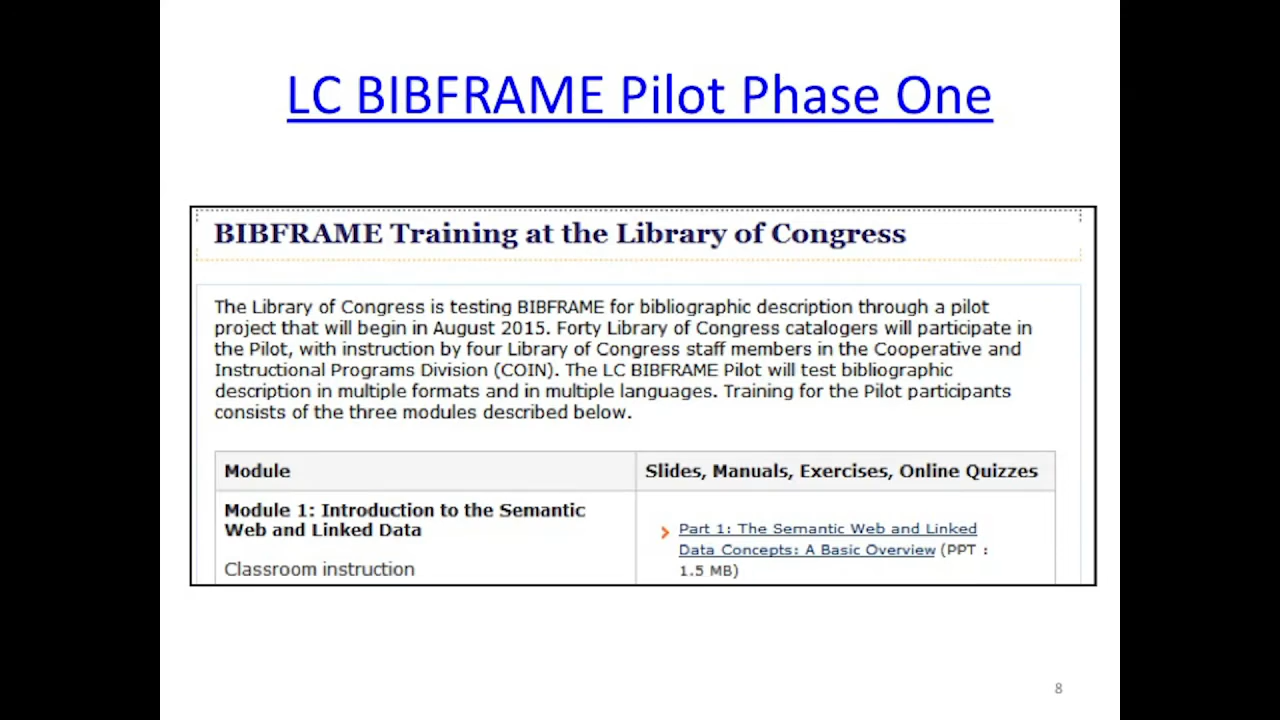 LC BIBFRAME Pilot Phase One
BIBFRAME Training at the Library of Congress
The Library of Congress is testing BIBFRAME for bibliographic description through a pilot
project that will begin in August 2015. Forty Library of Congress catalogers will participate in
the Pilot, with instruction by four Library of Congress staff members in the Cooperative and
Instructional Programs Division (COIN). The LC BIBFRAME Pilot will test bibliographic
description in multiple formats and in multiple languages. Training for the Pilot participants
consists of the three modules described below.
Module
Slides, Manuals, Exercises, Online Quizzes
Module 1: Introduction to the Semantic
Web and Linked Data
Classroom instruction
Part 1: The Semantic Web and Linked
Data Concepts: A Basic Overview (PPT :
1.5 MB)
8